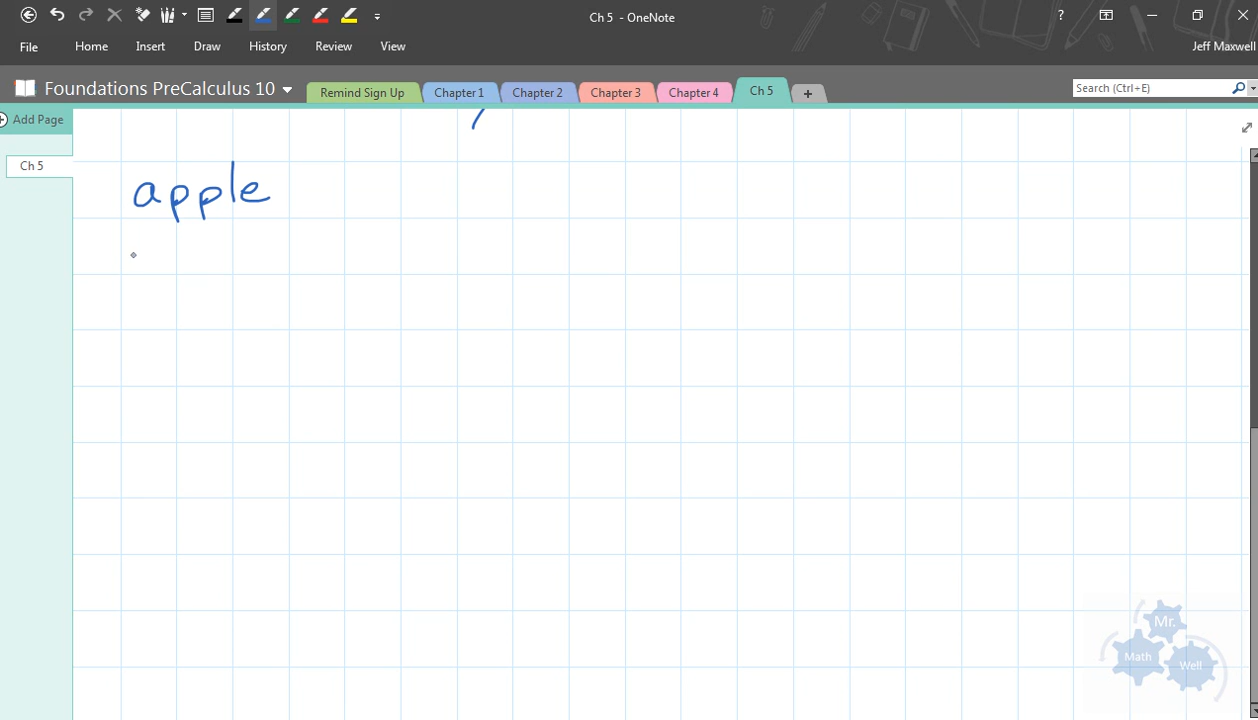 Ch 5 - OneNote
?
File Home Insert Draw History Review View
Jeff Maxwell
Foundations PreCalculus 10
Remind Sign Up Chapter 1 Chapter 2 Chapter 3 Chapter 4 Ch 5 +
Search (Ctrl+E)
Add Page
Ch 5
apple
Mr.
Math
Well